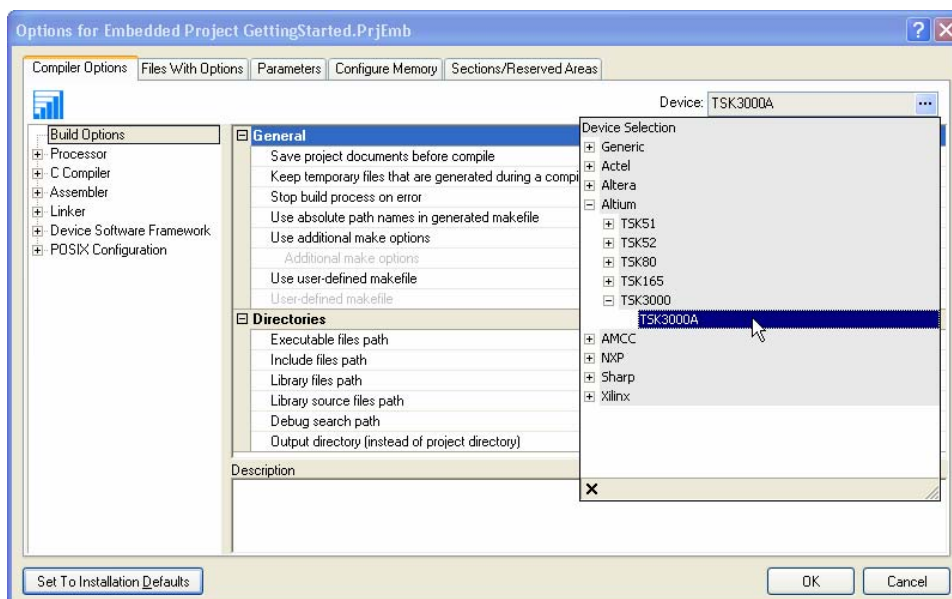 Options for Embedded Project GettingStarted.PrjEmb
Compiler Options
Files With Options
Parameters
Configure Memory
Sections/Reserved Areas
Device: TSK3000A
Build Options
Processor
C Compiler
Assembler
Linker
Device Software Framework
POSIX Configuration
General
Save project documents before compile
Keep temporary files that are generated during a
Stop build process on error
Use absolute path names in generated makefile
Use additional make options
Additional make options
Use user-defined makefile
User-defined makefile
Directories
Executable files path
Include files path
Library files path
Library source files path
Debug search path
Output directory (instead of project directory)
Description
Device Selection
Generic
Actel
Altera
Altium
TSK51
TSK52
TSK80
TSK165
TSK3000
TSK3000A
AMCC
NXP
Sharp
Xilinx
Set To Installation Defaults
OK
Cancel